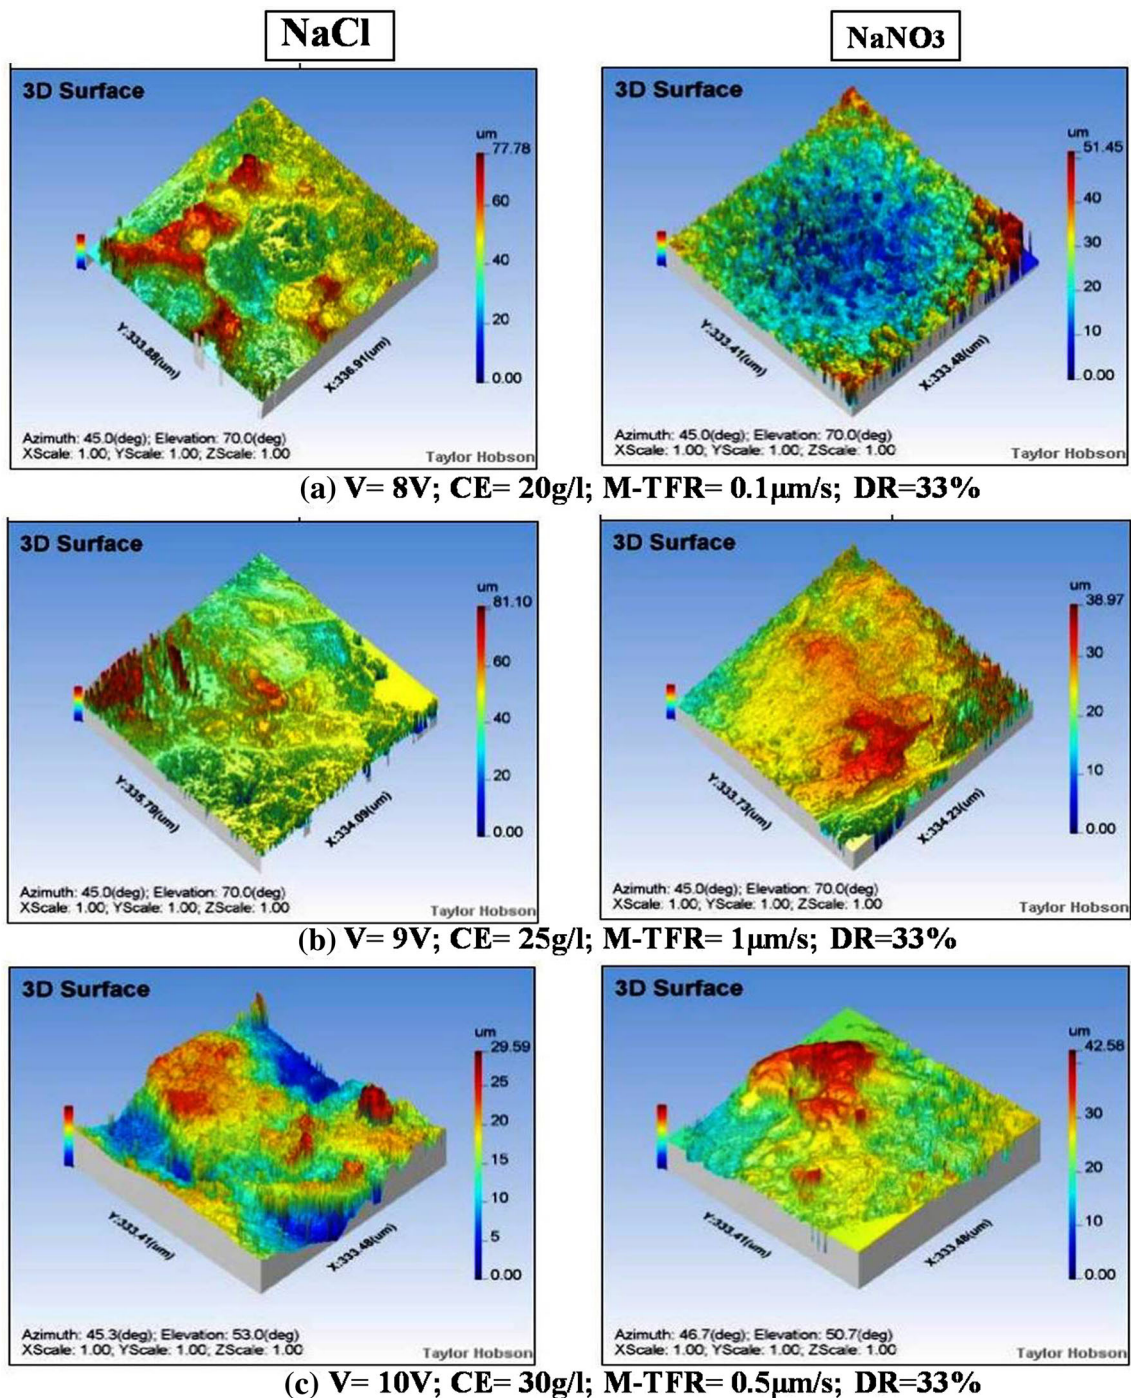 NaCl
NaNO3
3D Surface
um
77.78
60
40
20
0.00
Y:333.88(um)
X:336.91(um)
Azimuth: 45.0(deg); Elevation: 70.0(deg)
XScale: 1.00; YScale: 1.00; ZScale: 1.00
Taylor Hobson
3D Surface
um
51.45
40
30
20
10
0.00
Y:333.41(um)
X:333.48(um)
Azimuth: 45.0(deg); Elevation: 70.0(deg)
XScale: 1.00; YScale: 1.00; ZScale: 1.00
Taylor Hobson
(a) V= 8V; CE= 20g/l; M-TFR= 0.1µm/s; DR=33%
3D Surface
um
81.10
60
40
20
0.00
Y:335.79(um)
X:334.09(um)
Azimuth: 45.0(deg); Elevation: 70.0(deg)
XScale: 1.00; YScale: 1.00; ZScale: 1.00
Taylor Hobson
3D Surface
um
38.97
30
20
10
0.00
Y:333.73(um)
X:334.23(um)
Azimuth: 45.0(deg); Elevation: 70.0(deg)
XScale: 1.00; YScale: 1.00; ZScale: 1.00
Taylor Hobson
(b) V= 9V; CE= 25g/l; M-TFR= 1µm/s; DR=33%
3D Surface
um
29.59
25
20
15
10
5
0.00
Y:333.41(um)
X:333.48(um)
Azimuth: 45.3(deg); Elevation: 53.0(deg)
XScale: 1.00; YScale: 1.00; ZScale: 1.00
Taylor Hobson
3D Surface
um
42.58
30
20
10
0.00
Y:333.41(um)
X:333.48(um)
Azimuth: 46.7(deg); Elevation: 50.7(deg)
XScale: 1.00; YScale: 1.00; ZScale: 1.00
Taylor Hobson
(c) V= 10V; CE= 30g/l; M-TFR= 0.5µm/s; DR=33%